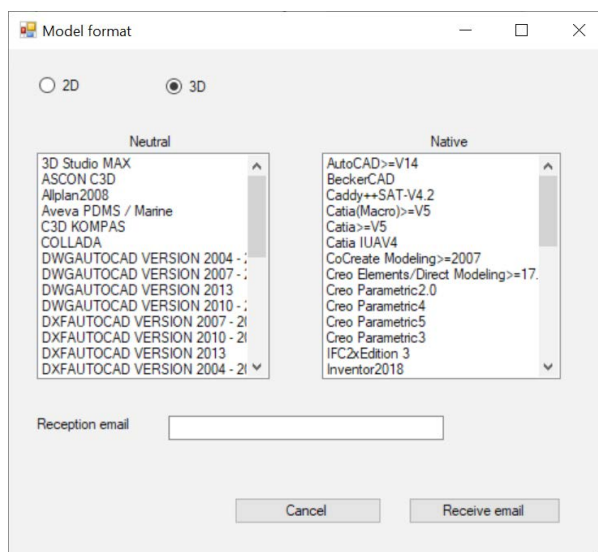 Model format
2D
3D
Neutral
3D Studio MAX
ASCON C3D
Allplan2008
Aveva PDMS / Marine
C3D KOMPAS
COLLADA
DWGAUTOCAD VERSION 2004 -
DWGAUTOCAD VERSION 2007 -
DWGAUTOCAD VERSION 2013
DWGAUTOCAD VERSION 2010 -
DXFAUTOCAD VERSION 2007 - 20
DXFAUTOCAD VERSION 2010 - 20
DXFAUTOCAD VERSION 2013
DXFAUTOCAD VERSION 2004 - 20
Native
AutoCAD>=V14
BeckerCAD
Caddy++SAT-V4.2
Catia(Macro)>=V5
Catia>=V5
Catia IUAV4
CoCreate Modeling>=2007
Creo Elements/Direct Modeling>=17.
Creo Parametric2.0
Creo Parametric4
Creo Parametric5
Creo Parametric3
IFC2xEdition 3
Inventor2018
Reception email
Cancel
Receive email